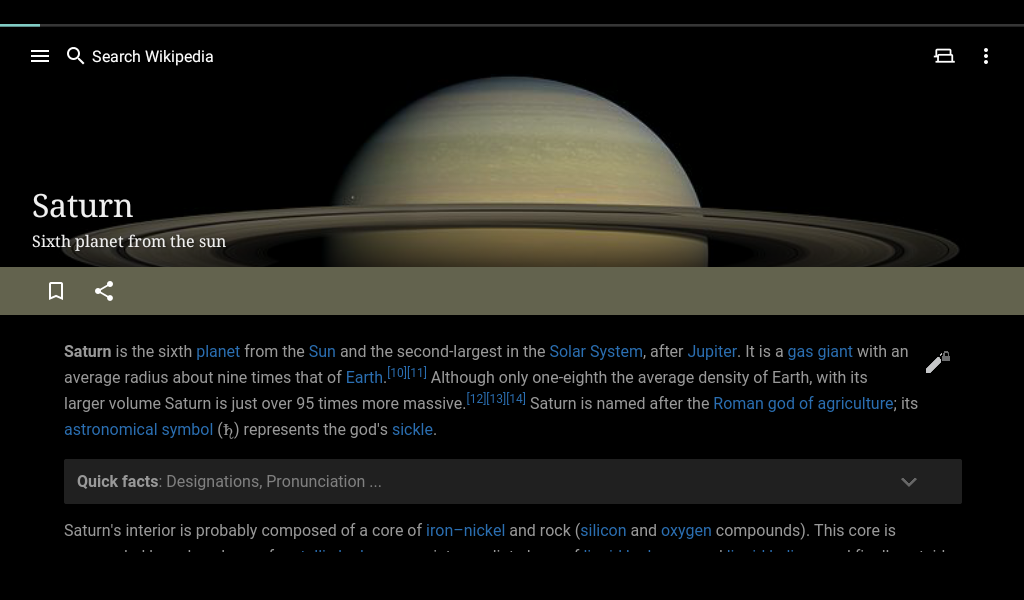 Search Wikipedia
Saturn
Sixth planet from the sun
Saturn is the sixth planet from the Sun and the second-largest in the Solar System, after Jupiter. It is a gas giant with an
average radius about nine times that of Earth.[10][11] Although only one-eighth the average density of Earth, with its
larger volume Saturn is just over 95 times more massive.[12][13][14] Saturn is named after the Roman god of agriculture; its
astronomical symbol (♄) represents the god's sickle.
Quick facts: Designations, Pronunciation ...
Saturn's interior is probably composed of a core of iron–nickel and rock (silicon and oxygen compounds). This core is